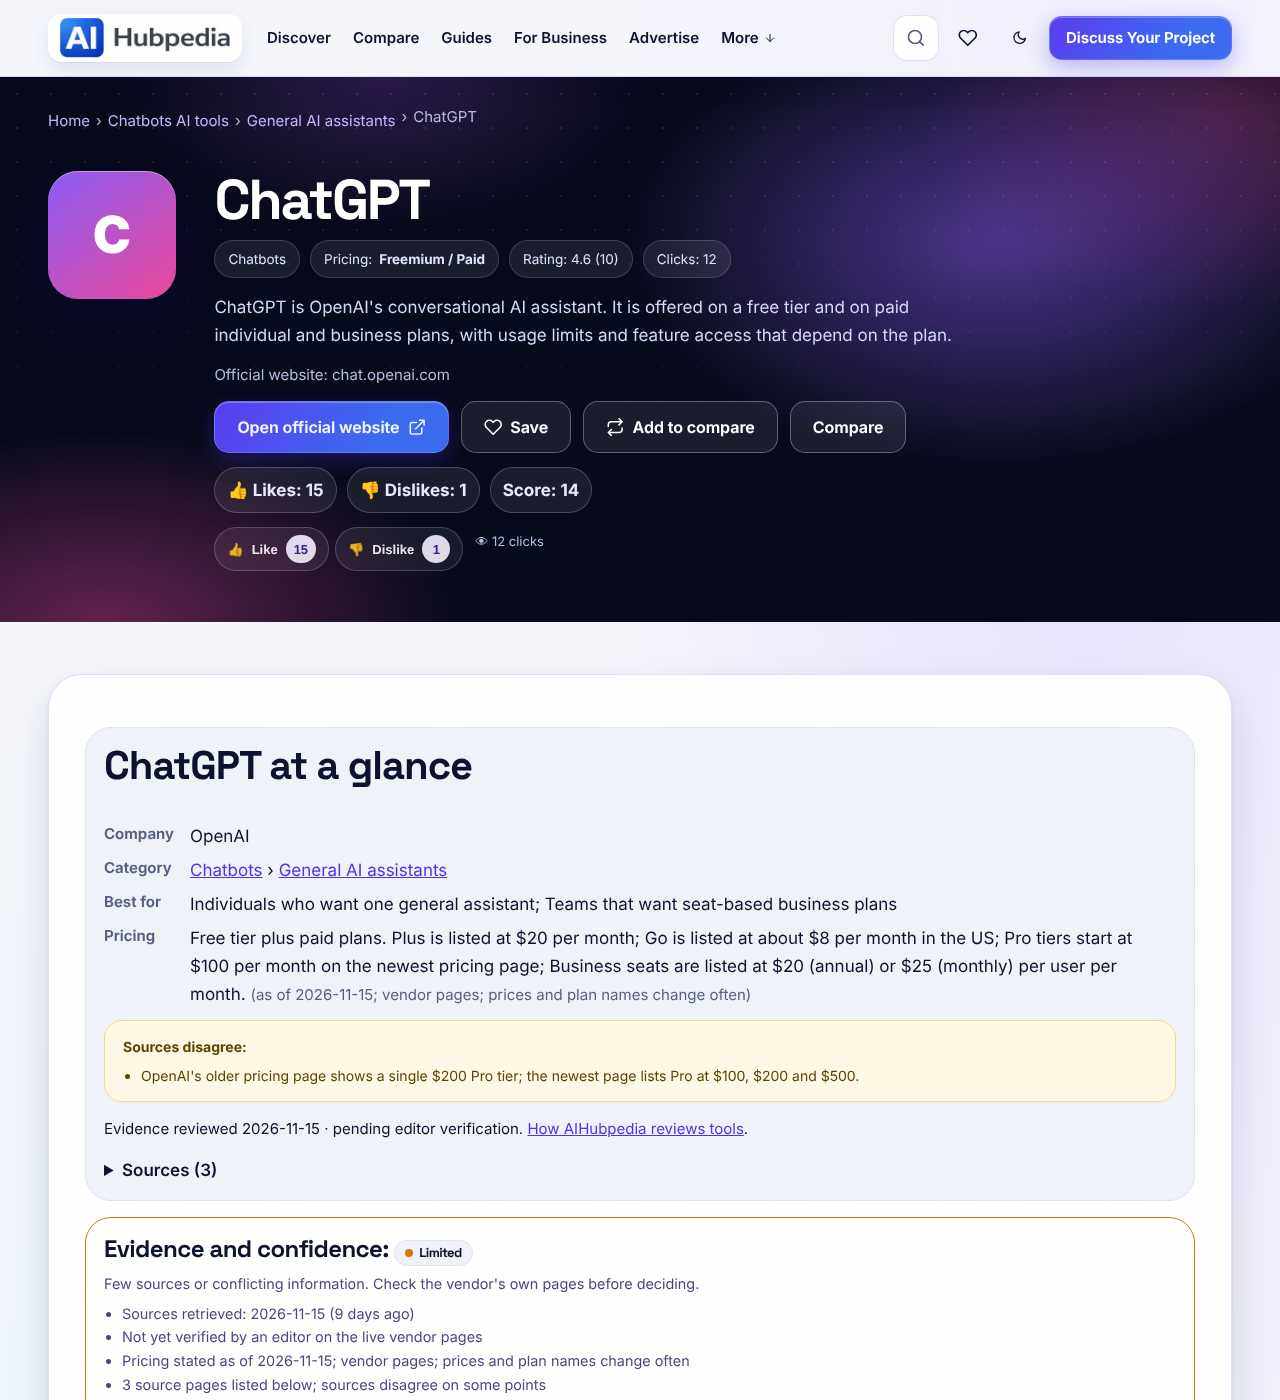 AI Hubpedia
Discover Compare Guides For Business Advertise More ↓
Discuss Your Project
Home › Chatbots AI tools › General AI assistants › ChatGPT
C
ChatGPT
Chatbots
Pricing: Freemium / Paid
Rating: 4.6 (10)
Clicks: 12
ChatGPT is OpenAI's conversational AI assistant. It is offered on a free tier and on paid
individual and business plans, with usage limits and feature access that depend on the plan.
Official website: chat.openai.com
Open official website
Save
Add to compare
Compare
👍 Likes: 15
👎 Dislikes: 1
Score: 14
👍 Like 15
👎 Dislike 1
👁 12 clicks
ChatGPT at a glance
Company OpenAI
Category Chatbots › General AI assistants
Best for Individuals who want one general assistant; Teams that want seat-based business plans
Pricing Free tier plus paid plans. Plus is listed at $20 per month; Go is listed at about $8 per month in the US; Pro tiers start at
$100 per month on the newest pricing page; Business seats are listed at $20 (annual) or $25 (monthly) per user per
month. (as of 2026-11-15; vendor pages; prices and plan names change often)
Sources disagree:
• OpenAI's older pricing page shows a single $200 Pro tier; the newest page lists Pro at $100, $200 and $500.
Evidence reviewed 2026-11-15 · pending editor verification. How AIHubpedia reviews tools.
▶ Sources (3)
Evidence and confidence: Limited
Few sources or conflicting information. Check the vendor's own pages before deciding.
• Sources retrieved: 2026-11-15 (9 days ago)
• Not yet verified by an editor on the live vendor pages
• Pricing stated as of 2026-11-15; vendor pages; prices and plan names change often
• 3 source pages listed below; sources disagree on some points